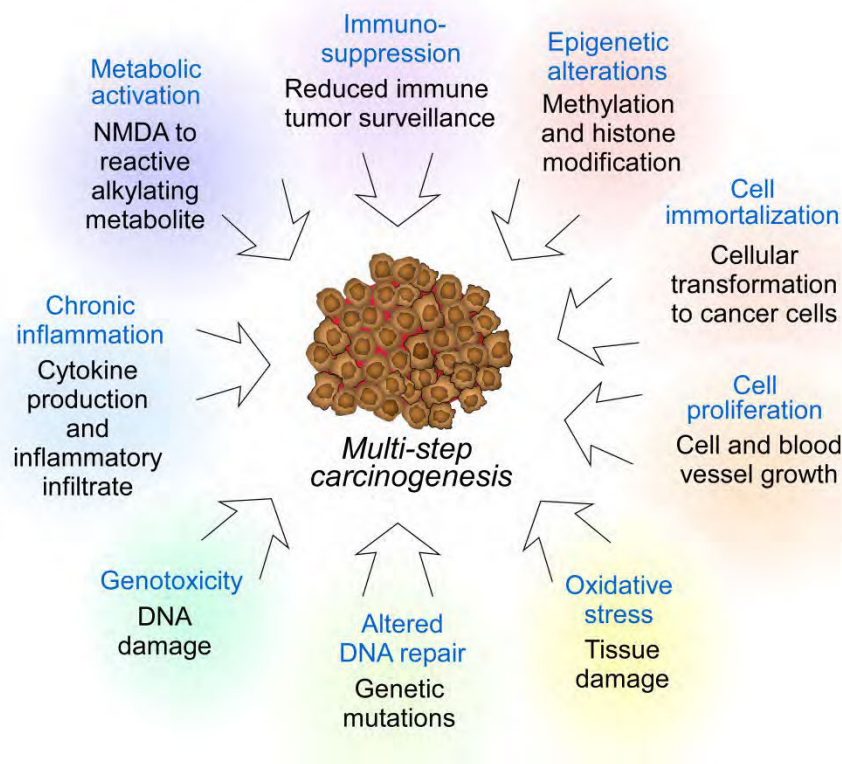 Immuno-
suppression
Reduced immune
tumor surveillance
Epigenetic
alterations
Methylation
and histone
modification
Metabolic
activation
NMDA to
reactive
alkylating
metabolite
Cell
immortalization
Cellular
transformation
to cancer cells
Chronic
inflammation
Cytokine
production
and
inflammatory
infiltrate
Cell
proliferation
Cell and blood
vessel growth
Multi-step
carcinogenesis
Genotoxicity
DNA
damage
Altered
DNA repair
Genetic
mutations
Oxidative
stress
Tissue
damage